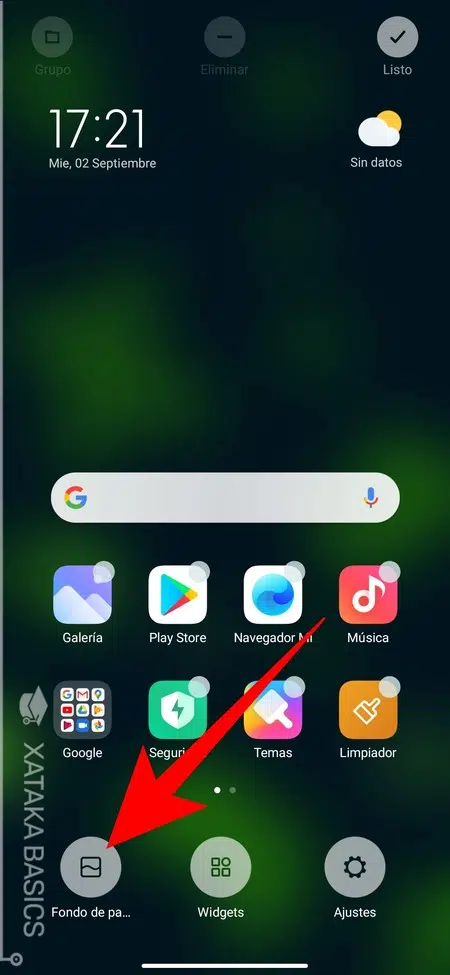 Grupo
Eliminar
Listo
17:21
Mie, 02 Septiembre
Sin datos
Galería
Play Store
Navegador Mi
Música
Google
Seguri
Temas
Limpiador
Fondo de pa...
Widgets
Ajustes
XATAKA BASICS